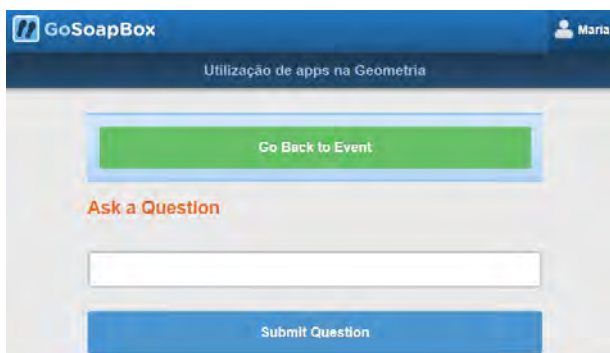 GoSoapBox
Maria
Utilização de apps na Geometria
Go Back to Event
Ask a Question
Submit Question